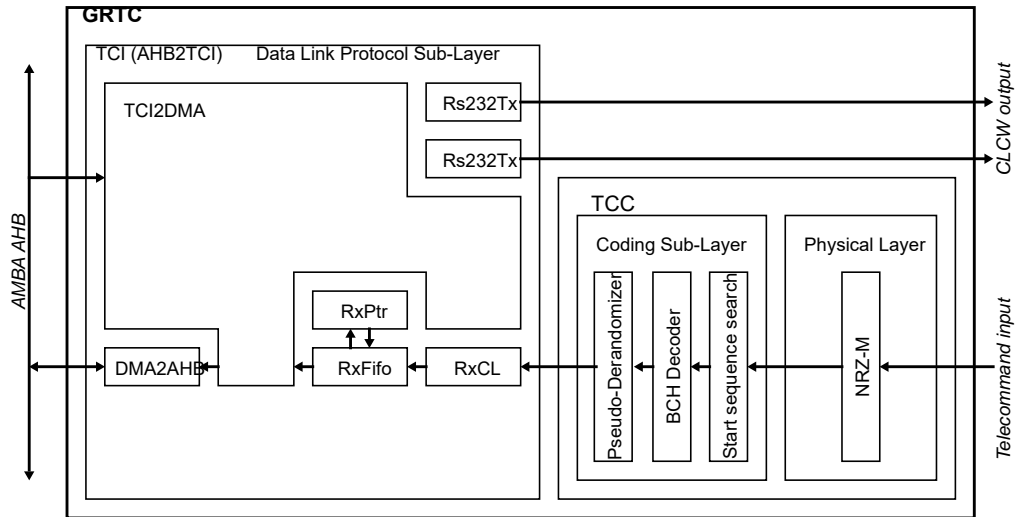 GRTC
TCI (AHB2TCI) Data Link Protocol Sub-Layer
TCI2DMA
Rs232Tx
Rs232Tx
CLCW output
TCC
Coding Sub-Layer
Physical Layer
AMBA AHB
Pseudo-Derandomizer
BCH Decoder
Start sequence search
NRZ-M
Telecommand input
RxPtr
DMA2AHB
RxFifo
RxCL